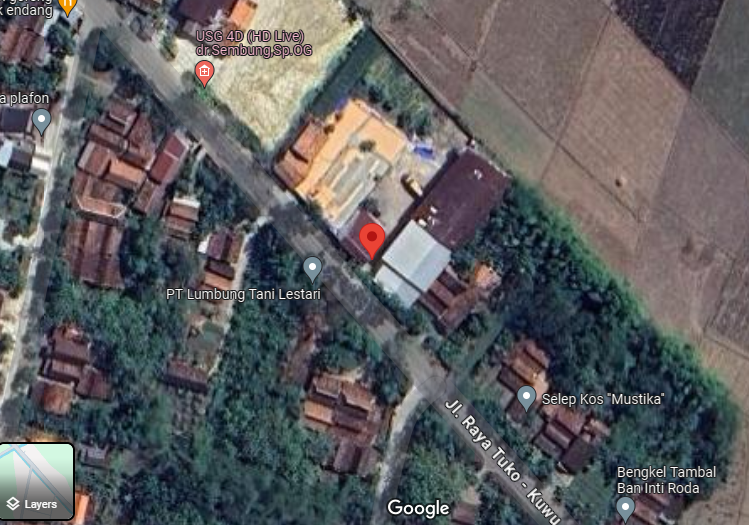 k endang
USG 4D (HD Live)
dr.Sembung,Sp.OG
a plafon
PT Lumbung Tani Lestari
Selep Kos "Mustika"
Jl. Raya Tuko - Kuwu
Bengkel Tambal
Ban Inti Roda
Layers
Google